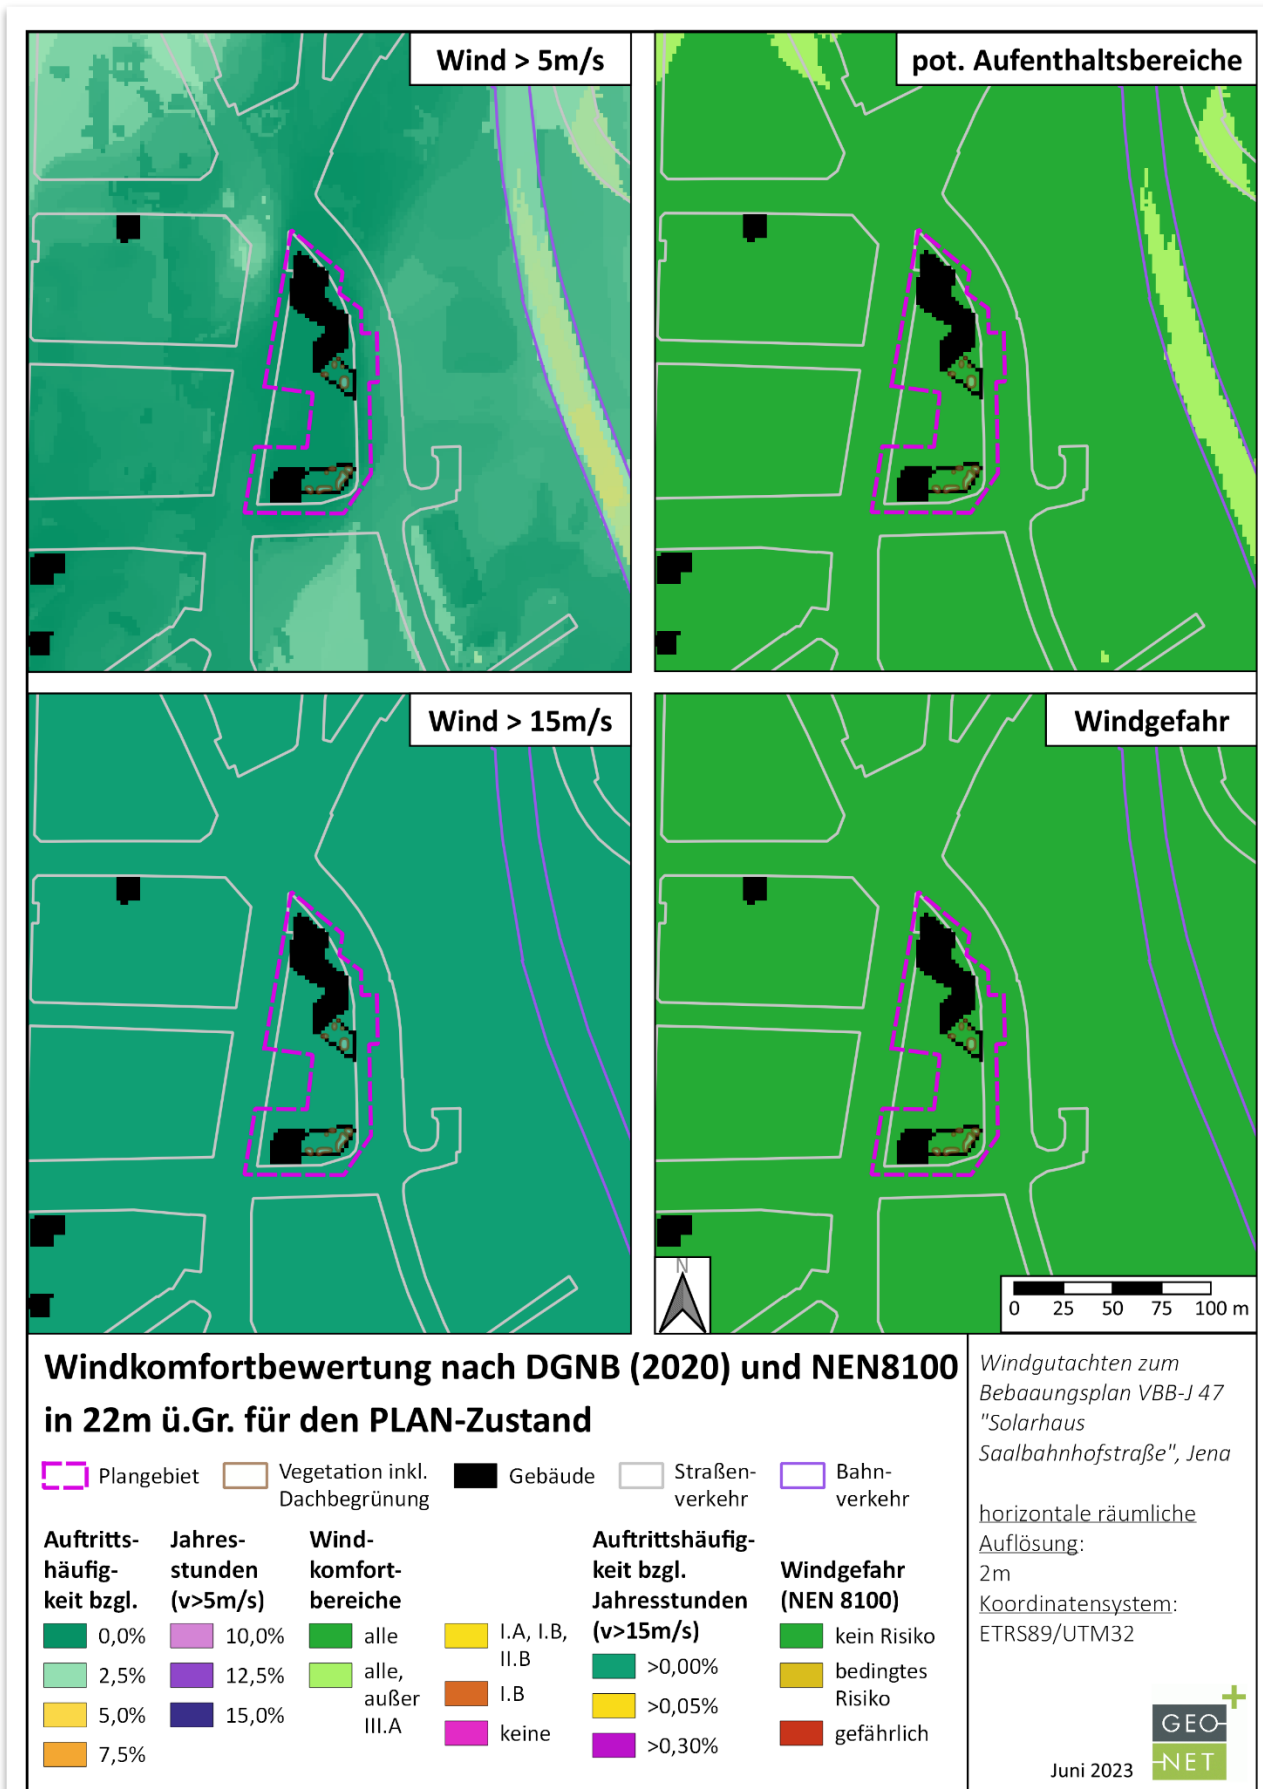 Wind > 5m/s
pot. Aufenthaltsbereiche
Wind > 15m/s
Windgefahr
N
0 25 50 75 100 m
Windkomfortbewertung nach DGNB (2020) und NEN8100
in 22m ü.Gr. für den PLAN-Zustand
Plangebiet
Vegetation inkl.
Dachbegrünung
Gebäude
Straßen-
verkehr
Bahn-
verkehr
Auftritts-
häufig-
keit bzgl.
0,0%
2,5%
5,0%
7,5%
Jahres-
stunden
(v>5m/s)
10,0%
12,5%
15,0%
Wind-
komfort-
bereiche
alle
alle,
außer
III.A
I.A, I.B,
II.B
I.B
keine
Auftrittshäufig-
keit bzgl.
Jahresstunden
(v>15m/s)
>0,00%
>0,05%
>0,30%
Windgefahr
(NEN 8100)
kein Risiko
bedingtes
Risiko
gefährlich
Windgutachten zum
Bebaaungsplan VBB-J 47
"Solarhaus
Saalbahnhofstraße", Jena
horizontale räumliche
Auflösung:
2m
Koordinatensystem:
ETRS89/UTM32
Juni 2023
GEO-
NET